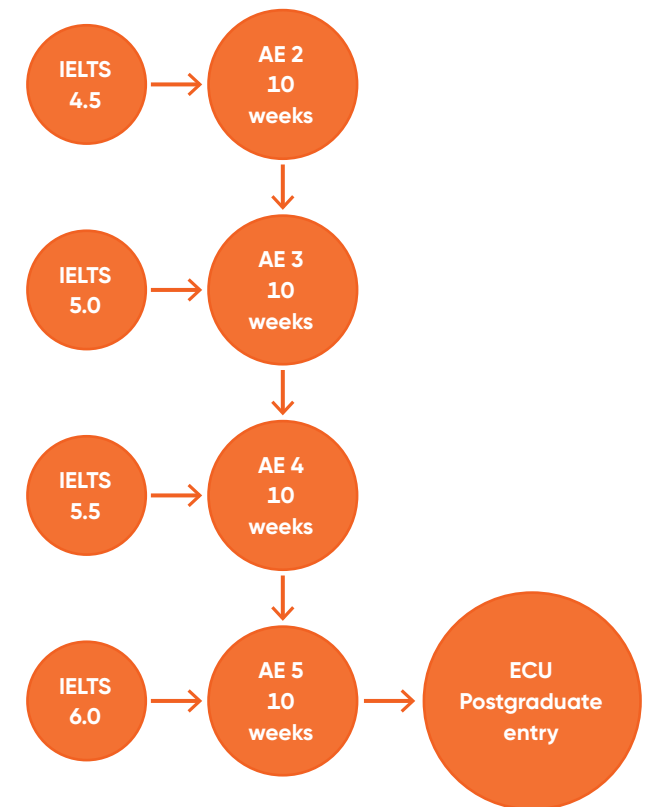 IELTS
4.5
AE 2
10
weeks
IELTS
5.0
AE 3
10
weeks
IELTS
5.5
AE 4
10
weeks
IELTS
6.0
AE 5
10
weeks
ECU
Postgraduate
entry